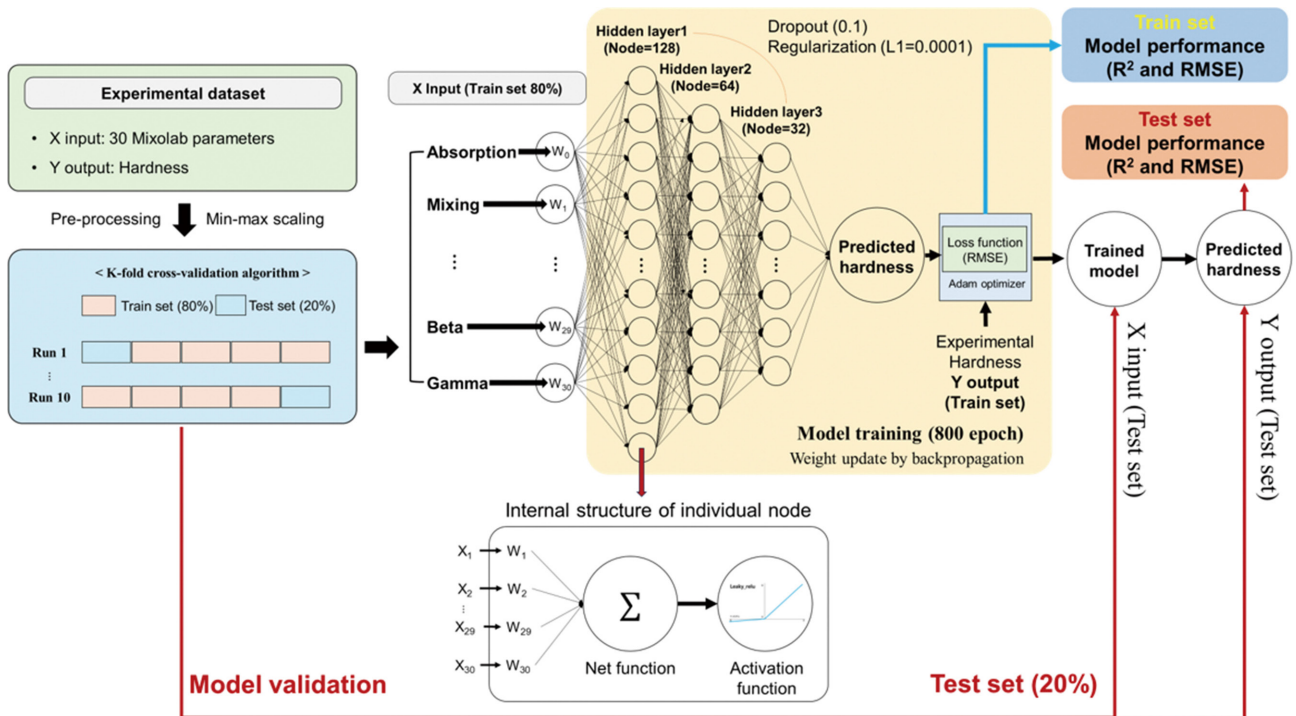 Experimental dataset
• X input: 30 Mixolab parameters
• Y output: Hardness
Pre-processing
Min-max scaling
< K-fold cross-validation algorithm >
Train set (80%)
Test set (20%)
Run 1
⋮
Run 10
X Input (Train set 80%)
Absorption
W0
Mixing
W1
⋮
⋮
Beta
W29
Gamma
W30
Hidden layer1
(Node=128)
Hidden layer2
(Node=64)
Hidden layer3
(Node=32)
Dropout (0.1)
Regularization (L1=0.0001)
⋮
⋮
⋮
Predicted
hardness
Loss function
(RMSE)
Adam optimizer
Experimental
Hardness
Y output
(Train set)
Model training (800 epoch)
Weight update by backpropagation
Train set
Model performance
(R² and RMSE)
Test set
Model performance
(R² and RMSE)
Trained
model
Predicted
hardness
X input (Test set)
Y output (Test set)
Internal structure of individual node
X1
W1
X2
W2
⋮
X29
W29
X30
W30
Σ
Net function
Leaky_relu
Activation
function
Model validation
Test set (20%)